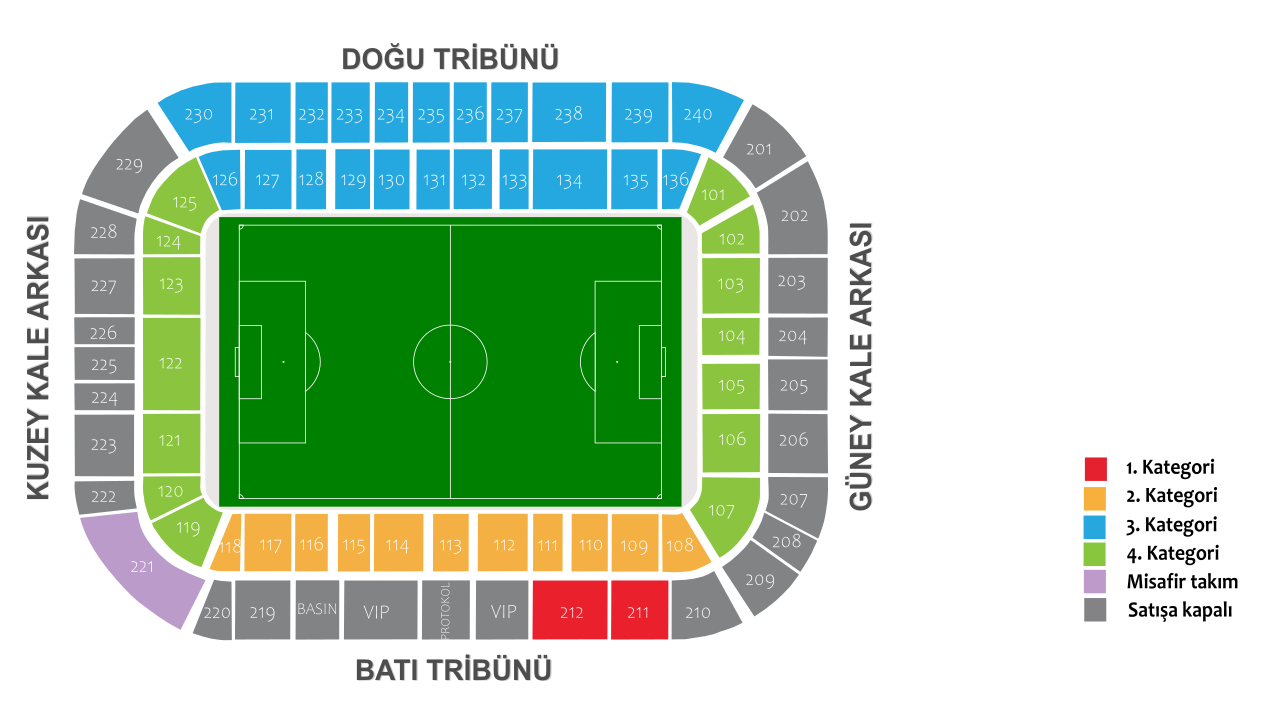 DOĞU TRİBÜNÜ
230 231 232 233 234 235 236 237 238 239 240
126 127 128 129 130 131 132 133 134 135 136
229
125
101
201
228
124
102
202
KUZEY KALE ARKASI
227
123
103
203
GÜNEY KALE ARKASI
226
225
224
122
104
204
105
205
223
121
106
206
222
120
119
107
207
208
209
221
118 117 116 115 114 113 112 111 110 109 108
220 219 BASIN VIP PROTOKOL VIP 212 211 210
BATI TRİBÜNÜ
1. Kategori
2. Kategori
3. Kategori
4. Kategori
Misafir takım
Satışa kapalı